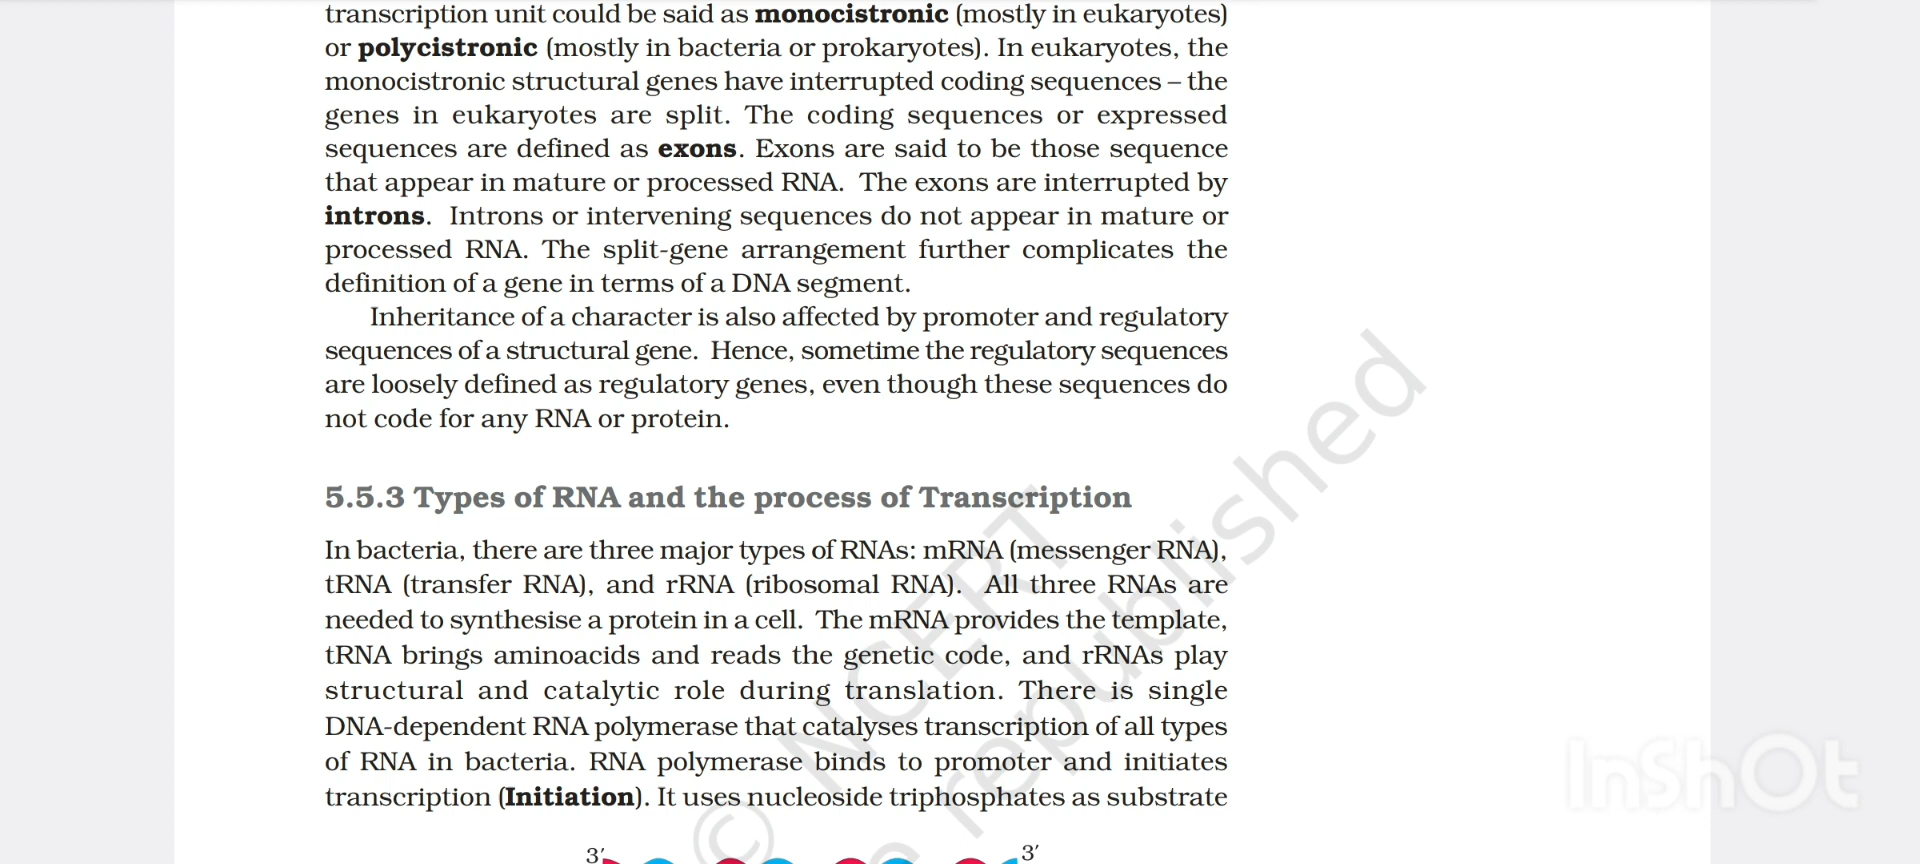 transcription unit could be said as monocistronic (mostly in eukaryotes)
or polycistronic (mostly in bacteria or prokaryotes). In eukaryotes, the
monocistronic structural genes have interrupted coding sequences – the
genes in eukaryotes are split. The coding sequences or expressed
sequences are defined as exons. Exons are said to be those sequence
that appear in mature or processed RNA. The exons are interrupted by
introns. Introns or intervening sequences do not appear in mature or
processed RNA. The split-gene arrangement further complicates the
definition of a gene in terms of a DNA segment.
Inheritance of a character is also affected by promoter and regulatory
sequences of a structural gene. Hence, sometime the regulatory sequences
are loosely defined as regulatory genes, even though these sequences do
not code for any RNA or protein.
5.5.3 Types of RNA and the process of Transcription
In bacteria, there are three major types of RNAs: mRNA (messenger RNA),
tRNA (transfer RNA), and rRNA (ribosomal RNA). All three RNAs are
needed to synthesise a protein in a cell. The mRNA provides the template,
tRNA brings aminoacids and reads the genetic code, and rRNAs play
structural and catalytic role during translation. There is single
DNA-dependent RNA polymerase that catalyses transcription of all types
of RNA in bacteria. RNA polymerase binds to promoter and initiates
transcription (Initiation). It uses nucleoside triphosphates as substrate
3′ 3′
© NCERT
republished
InShOt